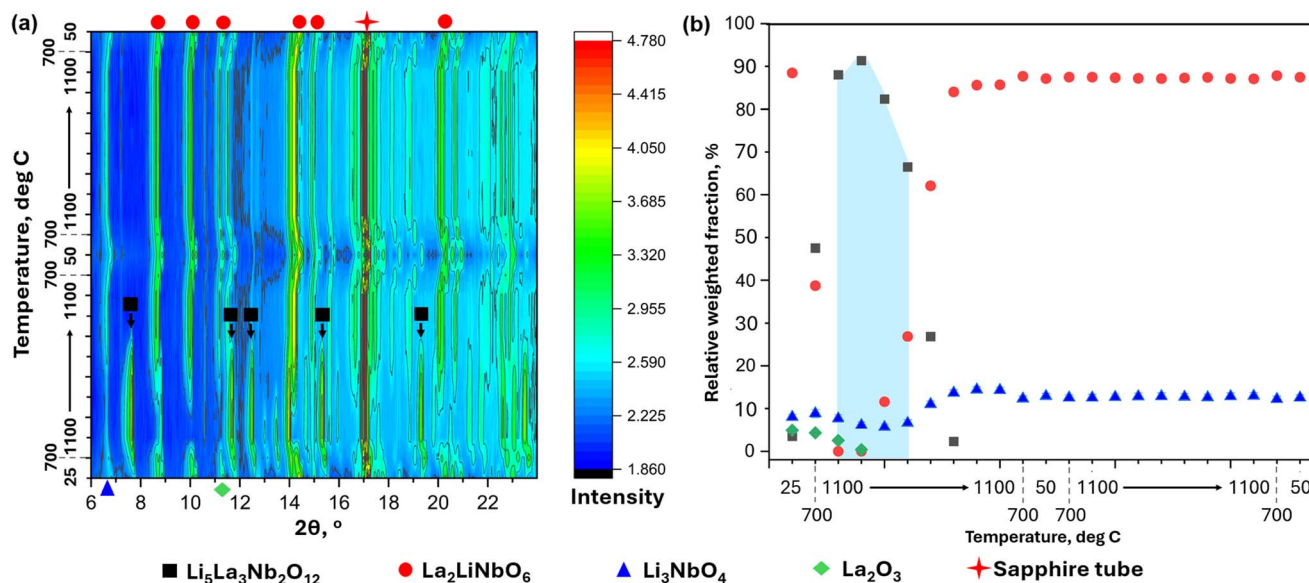 (a)
700
50
1100
1100
700
50
700
1100
1100
700
25
Temperature, deg C
6 8 10 12 14 16 18 20 22
2θ, º
4.780
4.415
4.050
3.685
3.320
2.955
2.590
2.225
1.860
Intensity
(b)
100
90
80
70
60
50
40
30
20
10
0
Relative weighted fraction, %
25 1100 1100 50 1100 1100 50
700 700 700 700
Temperature, deg C
Li₅La₃Nb₂O₁₂ La₂LiNbO₆ Li₃NbO₄ La₂O₃ Sapphire tube